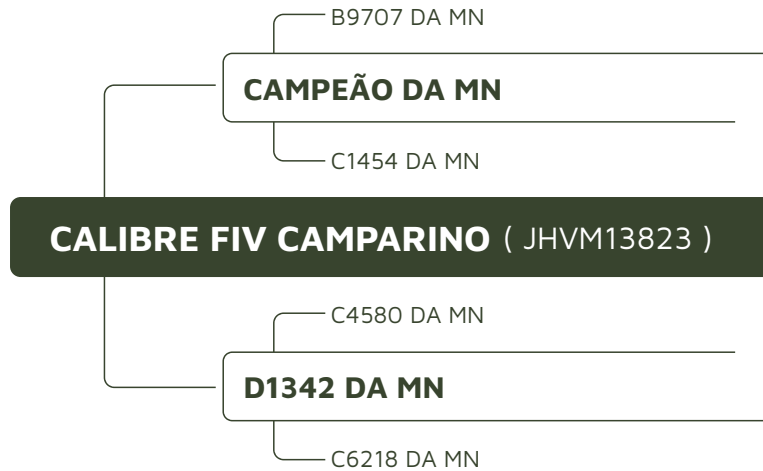 B9707 DA MN
CAMPEÃO DA MN
C1454 DA MN
CALIBRE FIV CAMPARINO ( JHVM13823 )
C4580 DA MN
D1342 DA MN
C6218 DA MN